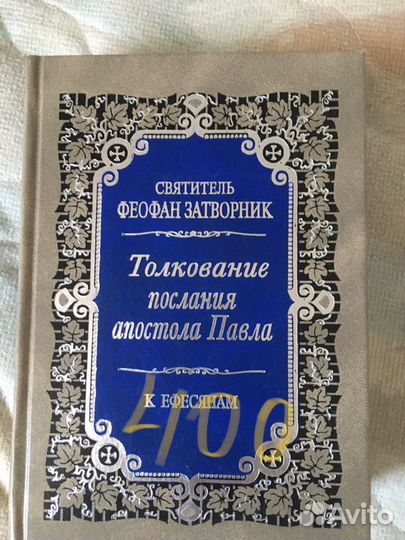 СВЯТИТЕЛЬ
ФЕОФАН ЗАТВОРНИК
Толкование
послания
апостола Павла
К ЕФЕСЯНАМ
400
Avito